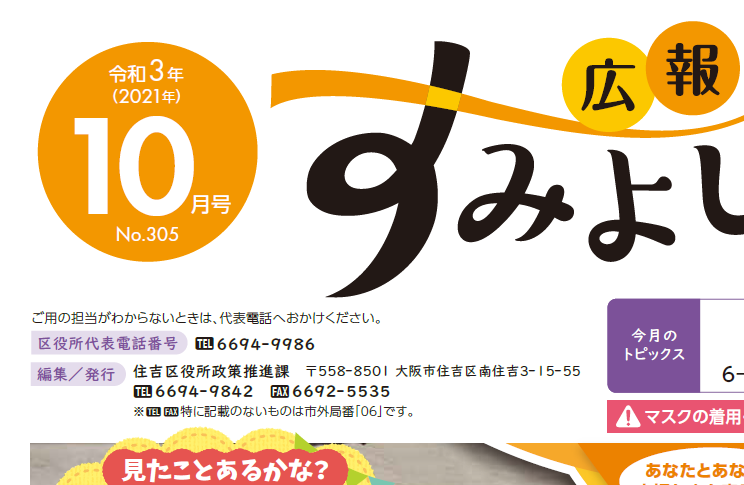 令和3年
(2021年)
10月号
No.305
広報
すみよし
ご用の担当がわからないときは、代表電話へおかけください。
区役所代表電話番号 TEL 6694-9986
編集／発行 住吉区役所政策推進課 〒558-8501 大阪市住吉区南住吉3-15-55
TEL 6694-9842 FAX 6692-5535
※TEL FAX 特に記載のないものは市外局番「06」です。
今月の
トピックス
6-
マスクの着用
見たことあるかな？
あなたとあな